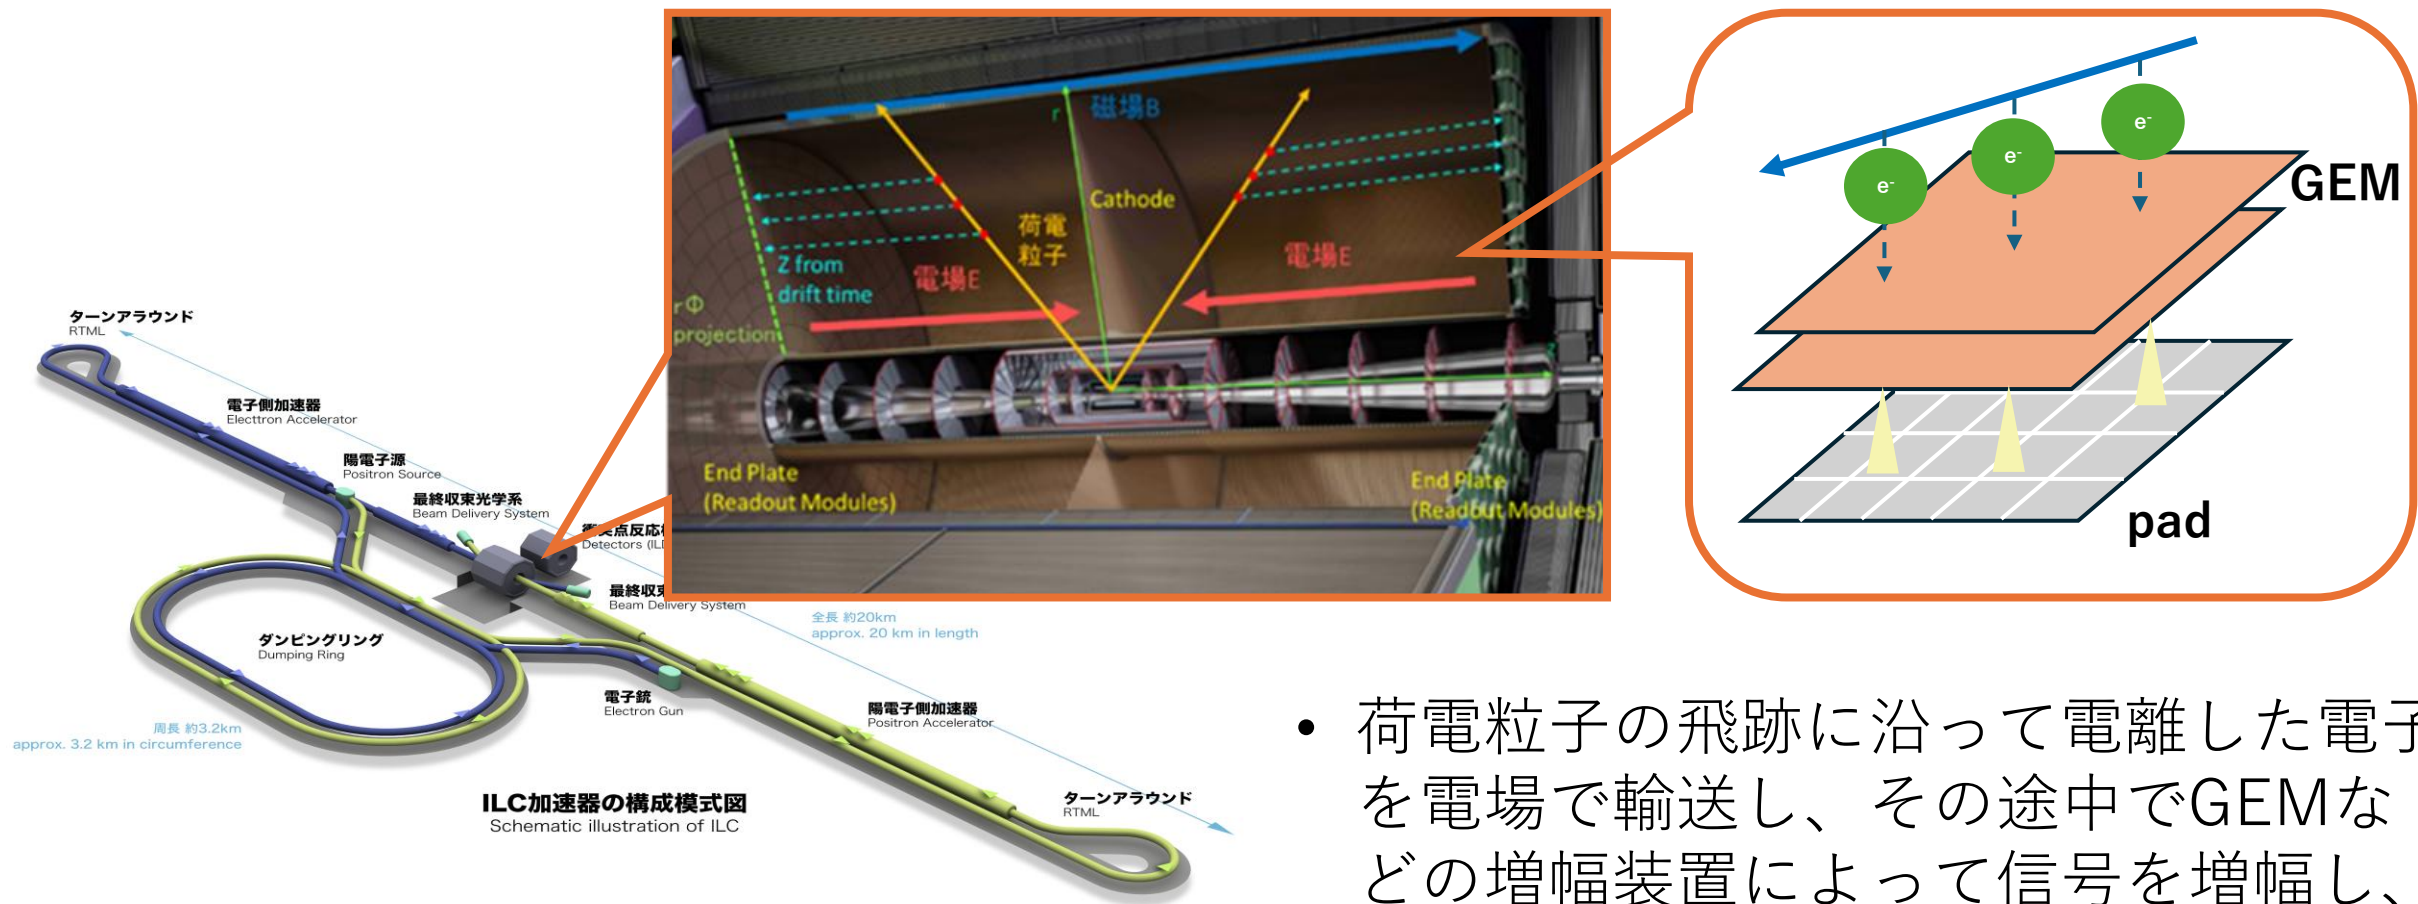 ターンアラウンド
RTML
電子側加速器
Electtron Accelerator
陽電子源
Positron Source
最終収束光学系
Beam Delivery System
衝突点反応
Detectors (IL
最終収束
Beam Delivery System
全長 約20km
approx. 20 km in length
ダンピングリング
Dumping Ring
周長 約3.2km
approx. 3.2 km in circumference
電子銃
Electron Gun
陽電子側加速器
Positron Accelerator
ターンアラウンド
RTML
ILC加速器の構成模式図
Schematic illustration of ILC
磁場B
r
Cathode
荷電
粒子
Z from
drift time
電場E
電場E
rΦ
projection
End Plate
(Readout Modules)
End Plate
(Readout Modules)
e-
e-
e-
GEM
pad
• 荷電粒子の飛跡に沿って電離した電子
を電場で輸送し、その途中でGEMな
どの増幅装置によって信号を増幅し、